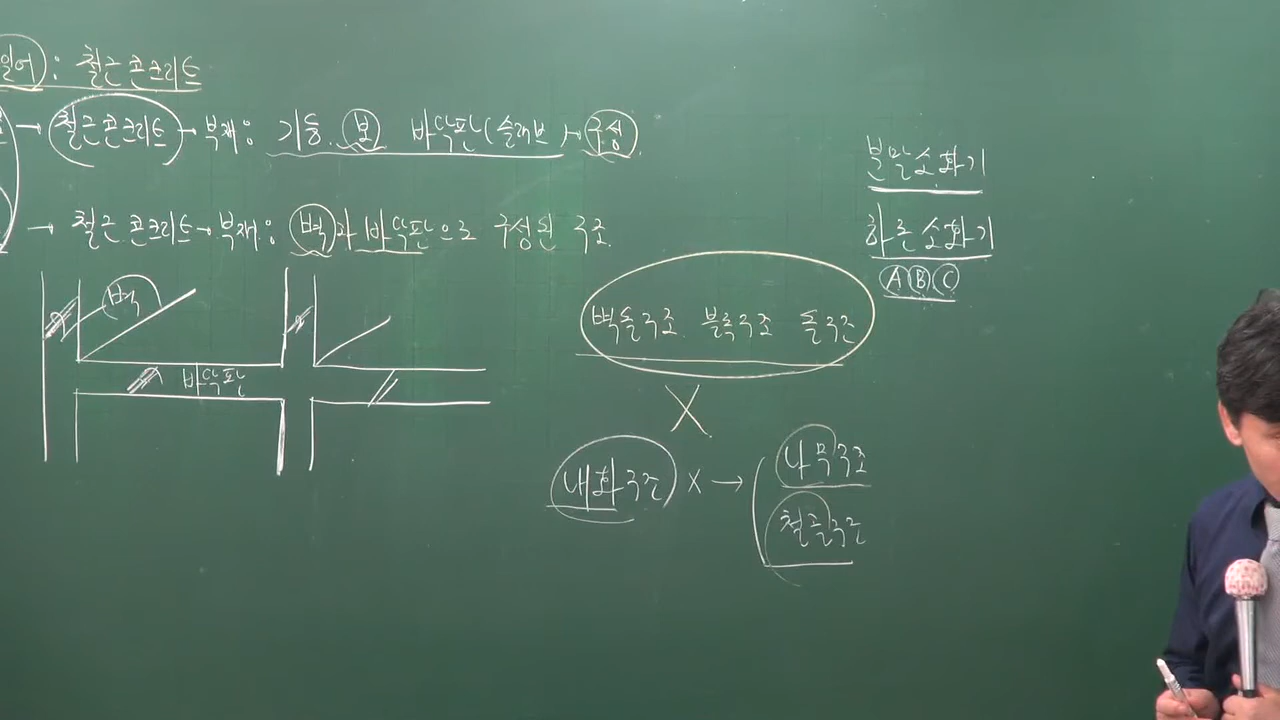 일어 : 철근콘크리트
→ 철근콘크리트 → 부재 : 기둥. 보 바닥판(슬래브) → 구성.
→ 철근콘크리트 → 부재 : 벽과 바닥판으로 구성된 구조.
벽
바닥판
분말소화기
하론소화기
A B C
벽돌구조. 블록구조 돌구조
X
내화구조 X → 나무구조
철골구조